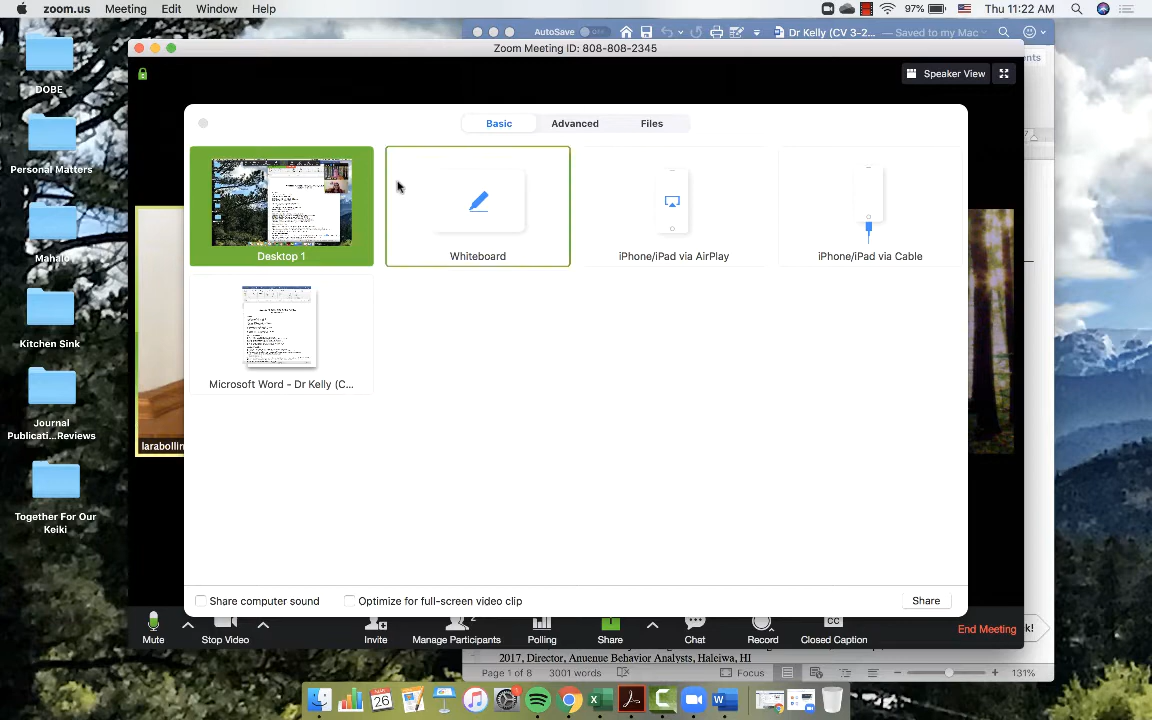 zoom.us Meeting Edit Window Help 97% Thu 11:22 AM
AutoSave OFF Dr Kelly (CV 3-2... — Saved to my Mac
Zoom Meeting ID: 808-808-2345
Speaker View
DOBE
Basic Advanced Files
Personal Matters
Desktop 1 Whiteboard iPhone/iPad via AirPlay iPhone/iPad via Cable
Mahalo
Kitchen Sink
Microsoft Word - Dr Kelly (C...
Journal
Publicati...Reviews
larabollin
Together For Our
Keiki
Share computer sound Optimize for full-screen video clip Share
Mute Stop Video Invite Manage Participants 2 Polling Share Chat Record CC Closed Caption End Meeting k!
2017, Director, Anuenue Behavior Analysts, Haleiwa, HI
Page 1 of 8 3001 words Focus 131%
26